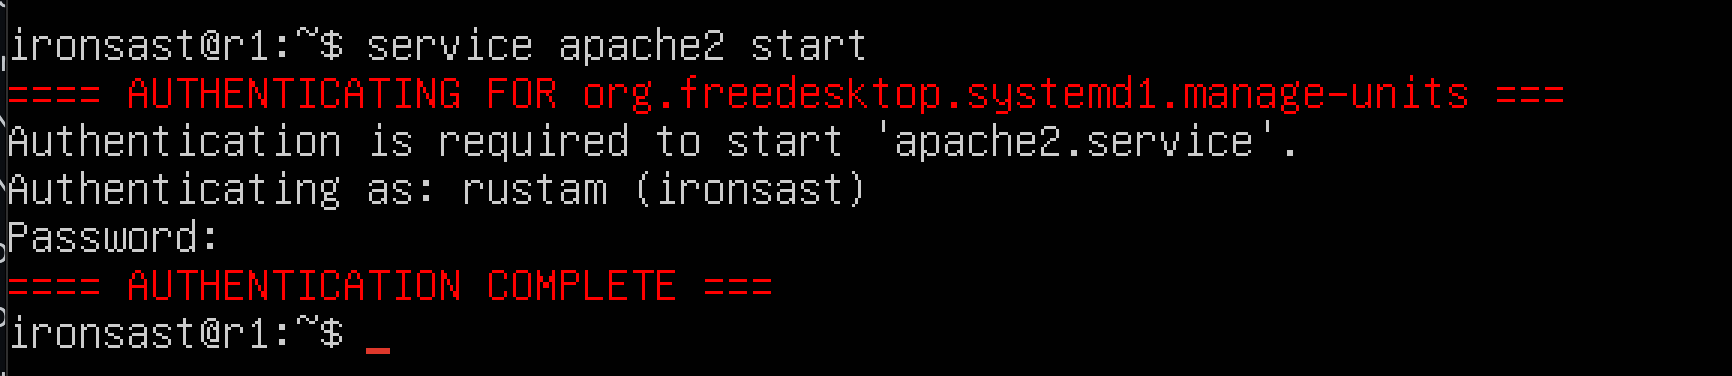 ironsast@r1:~$ service apache2 start
==== AUTHENTICATING FOR org.freedesktop.systemd1.manage-units ===
Authentication is required to start 'apache2.service'.
Authenticating as: rustam (ironsast)
Password:
==== AUTHENTICATION COMPLETE ===
ironsast@r1:~$ _